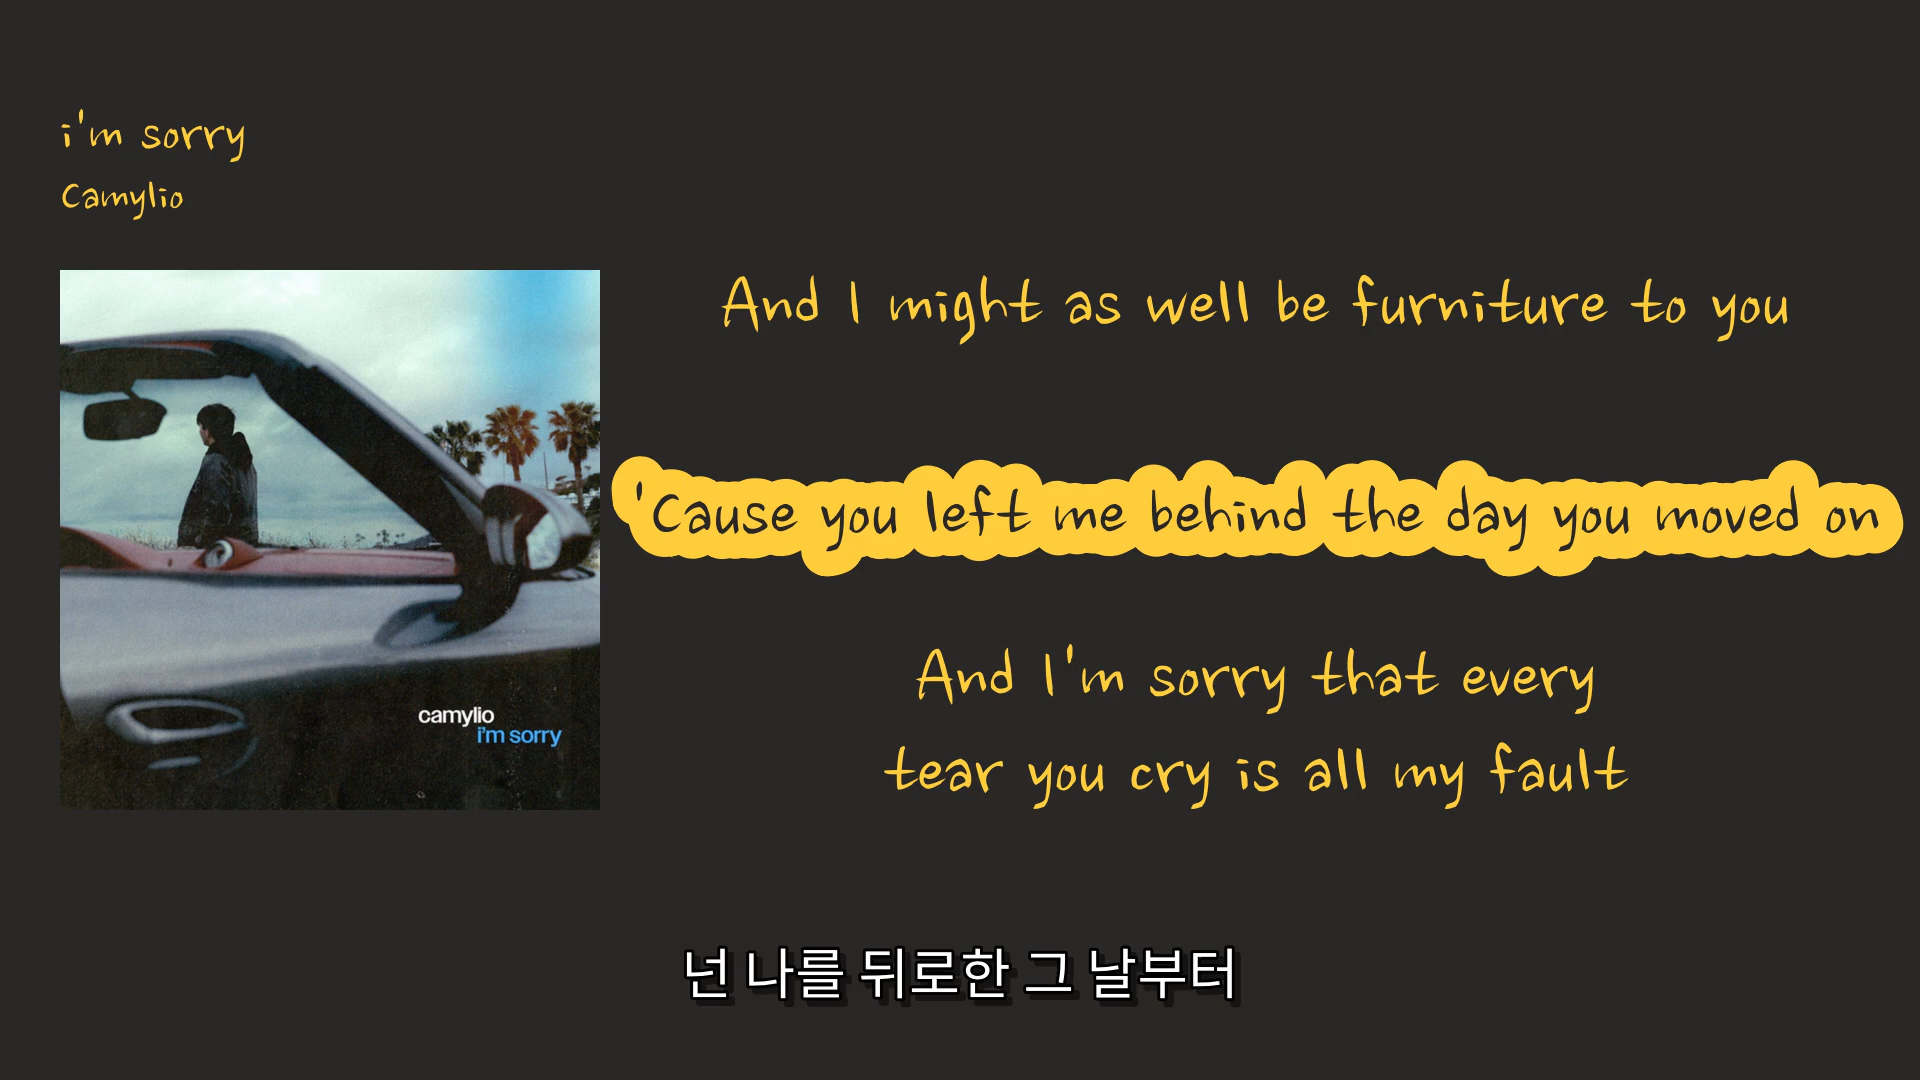 i'm sorry
Camylio
camylio
i'm sorry
And I might as well be furniture to you
'Cause you left me behind the day you moved on
And I'm sorry that every
tear you cry is all my fault
넌 나를 뒤로한 그 날부터